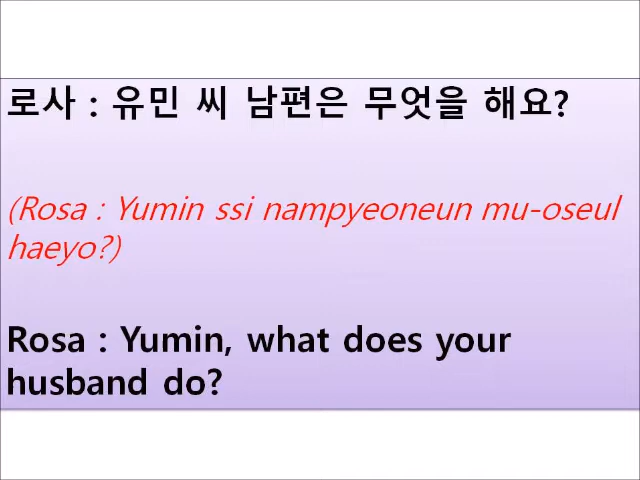 로사 : 유민 씨 남편은 무엇을 해요?
(Rosa : Yumin ssi nampyeoneun mu-oseul
haeyo?)
Rosa : Yumin, what does your
husband do?